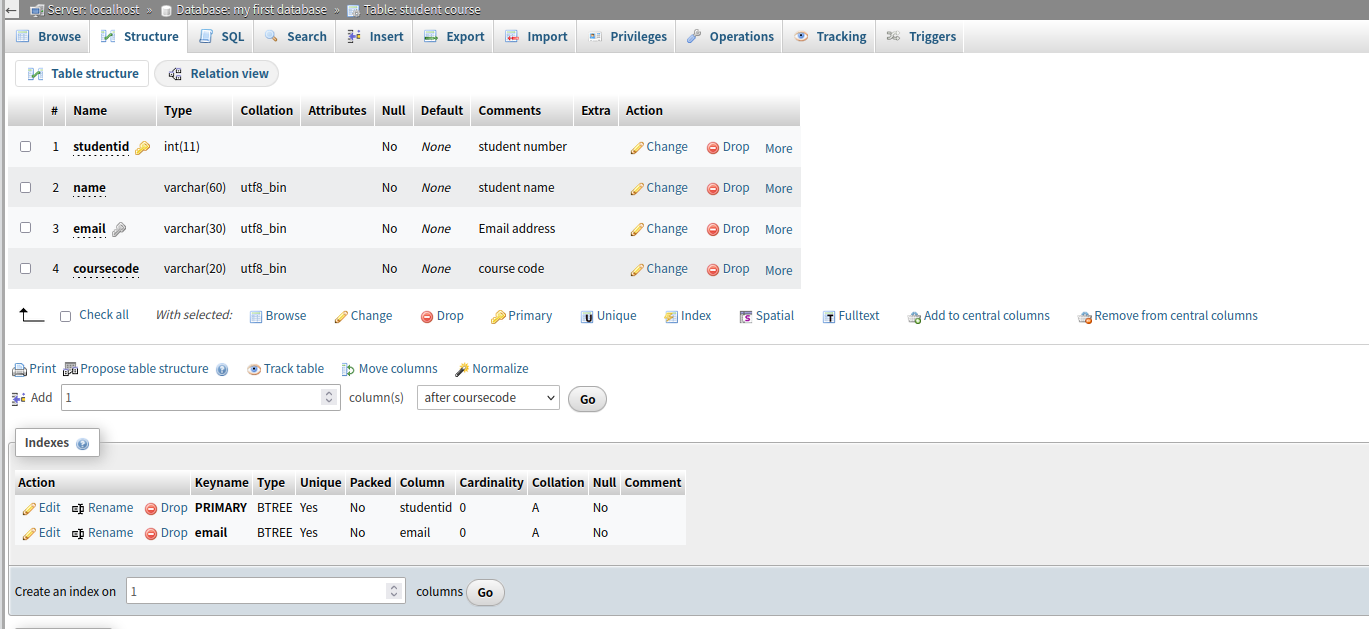 Server: localhost » Database: my first database » Table: student course
Browse Structure SQL Search Insert Export Import Privileges Operations Tracking Triggers
Table structure Relation view
# Name Type Collation Attributes Null Default Comments Extra Action
1 studentid int(11) No None student number Change Drop More
2 name varchar(60) utf8_bin No None student name Change Drop More
3 email varchar(30) utf8_bin No None Email address Change Drop More
4 coursecode varchar(20) utf8_bin No None course code Change Drop More
Check all With selected: Browse Change Drop Primary Unique Index Spatial Fulltext Add to central columns Remove from central columns
Print Propose table structure Track table Move columns Normalize
Add 1 column(s) after coursecode Go
Indexes
Action Keyname Type Unique Packed Column Cardinality Collation Null Comment
Edit Rename Drop PRIMARY BTREE Yes No studentid 0 A No
Edit Rename Drop email BTREE Yes No email 0 A No
Create an index on 1 columns Go